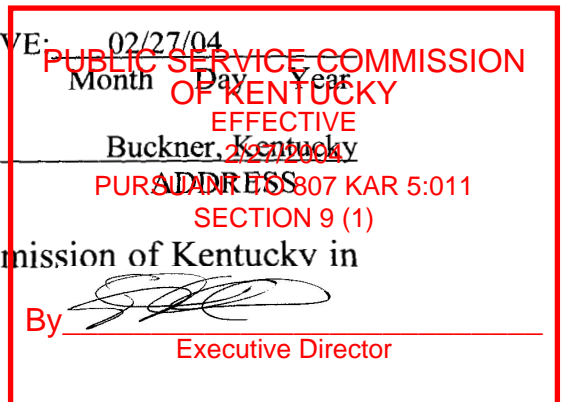 VE: 02/27/04
PUBLIC SERVICE COMMISSION
Month Day Year
OF KENTUCKY
EFFECTIVE
Buckner, Kentucky
2/27/2004
ADDRESS
PURSUANT TO 807 KAR 5:011
SECTION 9 (1)
mission of Kentucky in
By
Executive Director